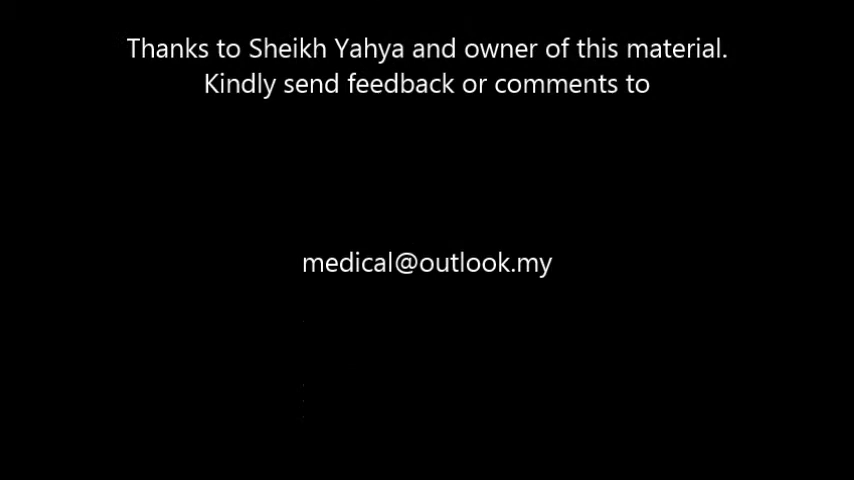 Thanks to Sheikh Yahya and owner of this material.
Kindly send feedback or comments to
medical@outlook.my